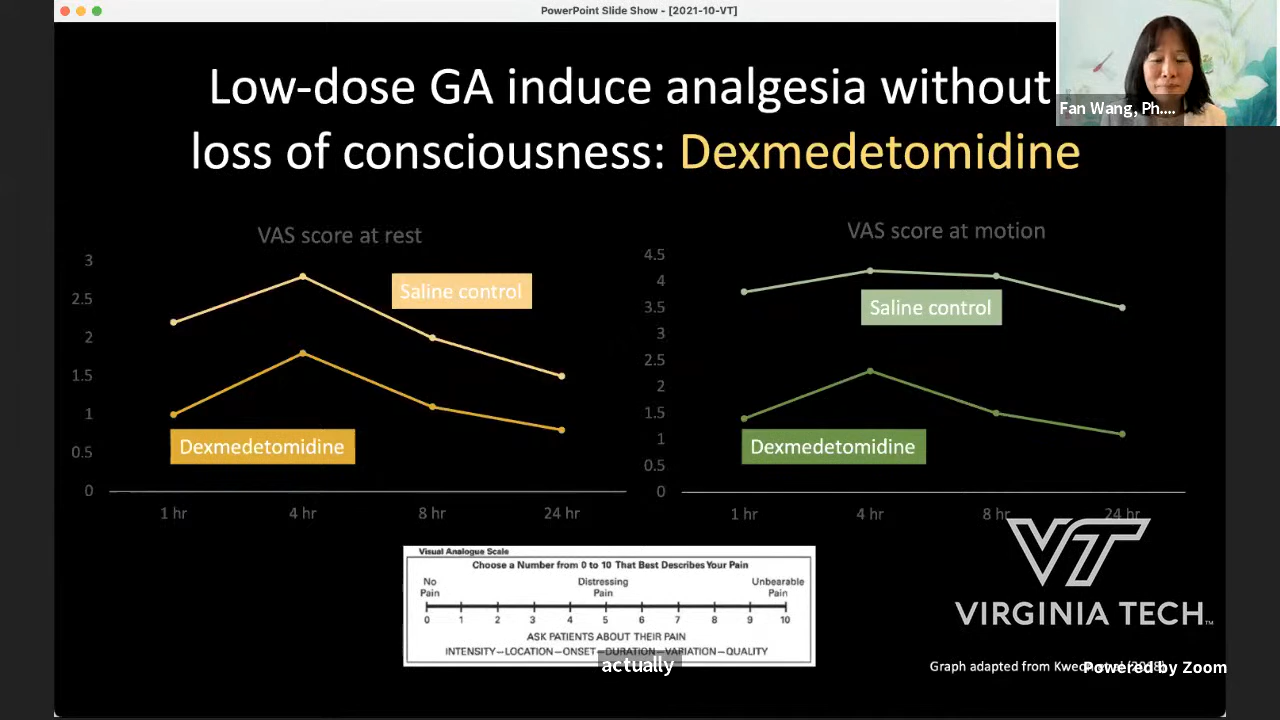 PowerPoint Slide Show - [2021-10-VT]
Low-dose GA induce analgesia without
loss of consciousness: Dexmedetomidine
Fan Wang, Ph....
VAS score at rest
3
2.5
2
1.5
1
0.5
0
Saline control
Dexmedetomidine
1 hr
4 hr
8 hr
24 hr
VAS score at motion
4.5
4
3.5
3
2.5
2
1.5
1
0.5
0
Saline control
Dexmedetomidine
1 hr
4 hr
8 hr
24 hr
Visual Analogue Scale
Choose a Number from 0 to 10 That Best Describes Your Pain
No
Pain
Distressing
Pain
Unbearable
Pain
0 1 2 3 4 5 6 7 8 9 10
ASK PATIENTS ABOUT THEIR PAIN
INTENSITY—LOCATION—ONSET—DURATION—VARIATION—QUALITY
actually
VT
VIRGINIA TECH™
Graph adapted from
Powered by Zoom